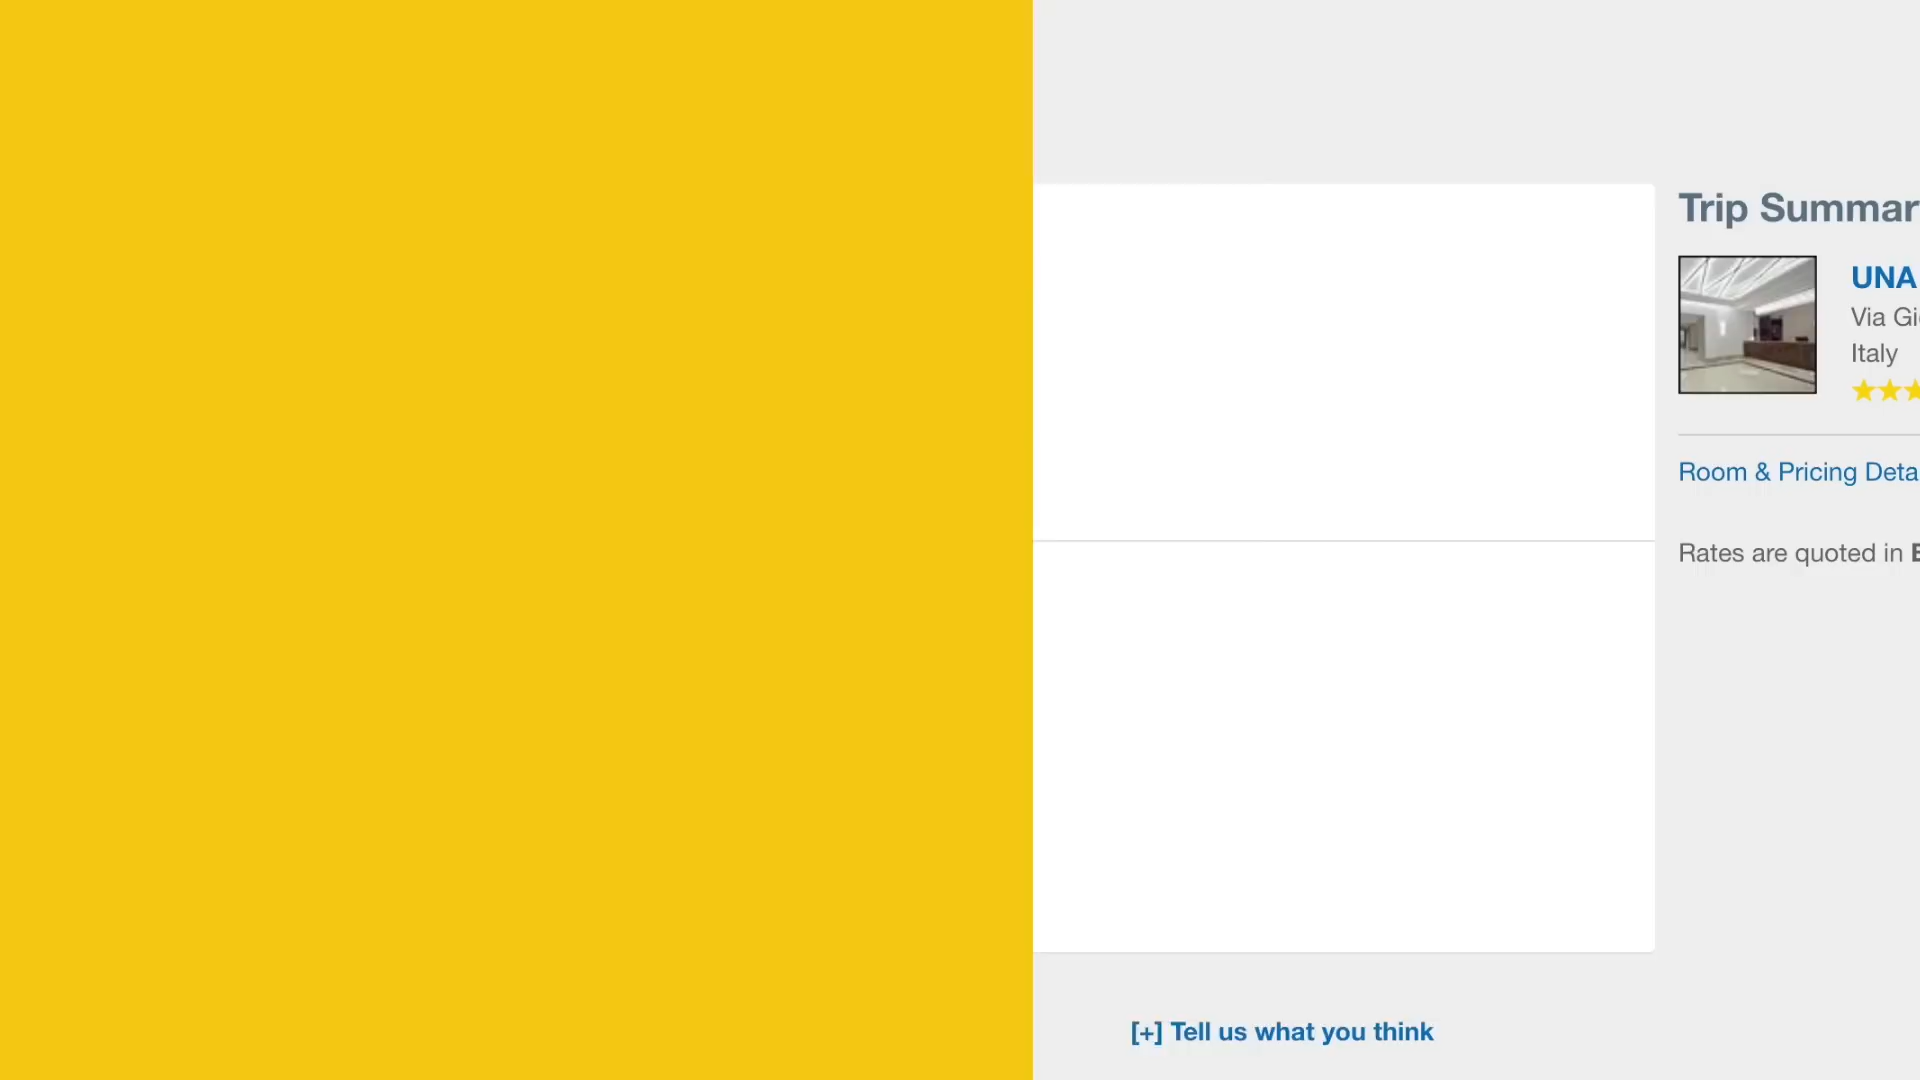 Trip Summar
UNA
Via Gi
Italy
Room & Pricing Deta
Rates are quoted in
[+] Tell us what you think